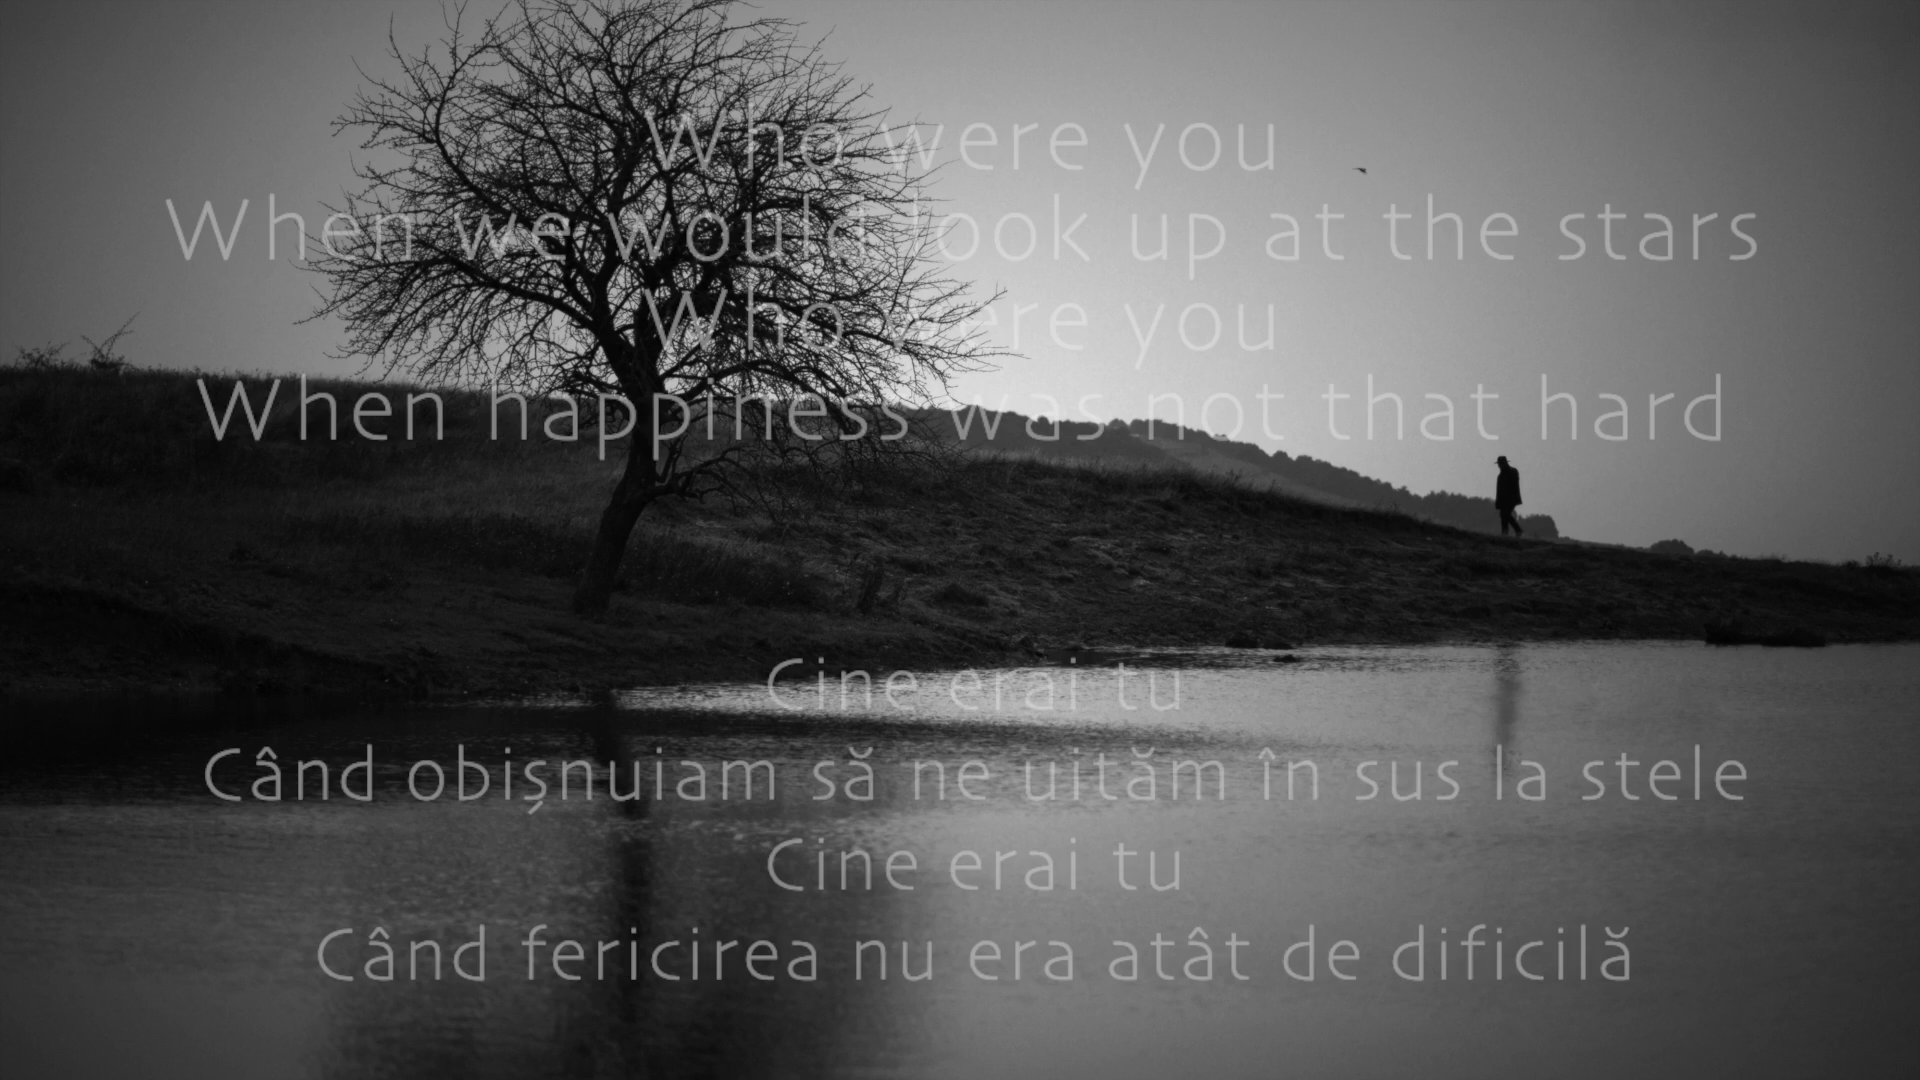 Who were you
When we would look up at the stars
Who were you
When happiness was not that hard
Cine erai tu
Când obișnuiam să ne uităm în sus la stele
Cine erai tu
Când fericirea nu era atât de dificilă